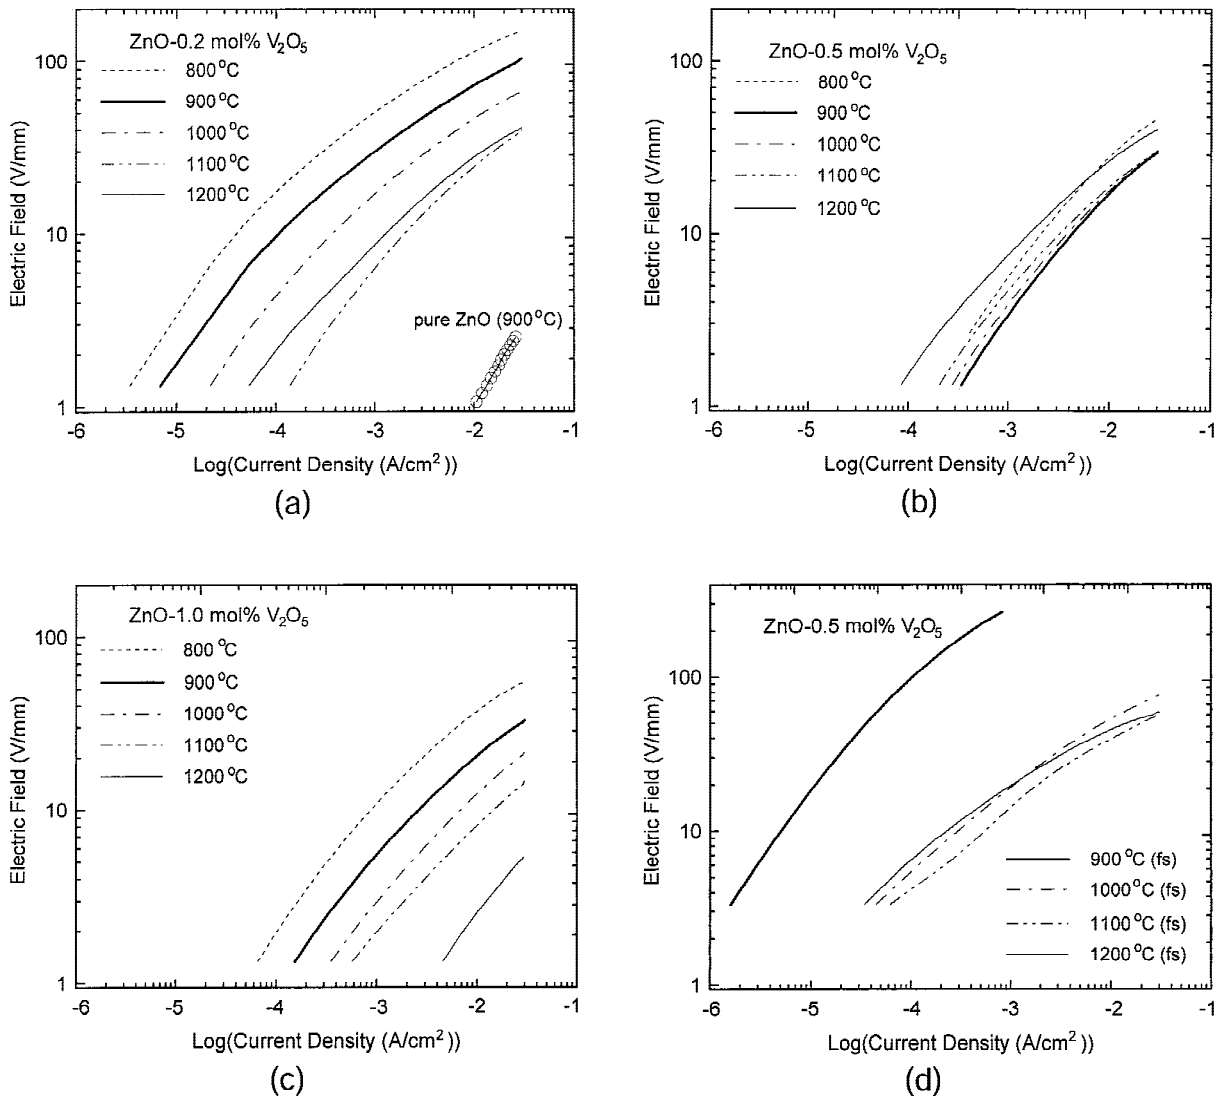 ZnO-0.2 mol% V₂O₅
800°C
900°C
1000°C
1100°C
1200°C
pure ZnO (900°C)
100
10
1
-6 -5 -4 -3 -2 -1
Electric Field (V/mm)
Log(Current Density (A/cm²))
(a)
ZnO-0.5 mol% V₂O₅
800°C
900°C
1000°C
1100°C
1200°C
100
10
1
-6 -5 -4 -3 -2 -1
Electric Field (V/mm)
Log(Current Density (A/cm²))
(b)
ZnO-1.0 mol% V₂O₅
800°C
900°C
1000°C
1100°C
1200°C
100
10
1
-6 -5 -4 -3 -2 -1
Electric Field (V/mm)
Log(Current Density (A/cm²))
(c)
ZnO-0.5 mol% V₂O₅
900°C (fs)
1000°C (fs)
1100°C (fs)
1200°C (fs)
100
10
1
-6 -5 -4 -3 -2 -1
Electric Field (V/mm)
Log(Current Density (A/cm²))
(d)